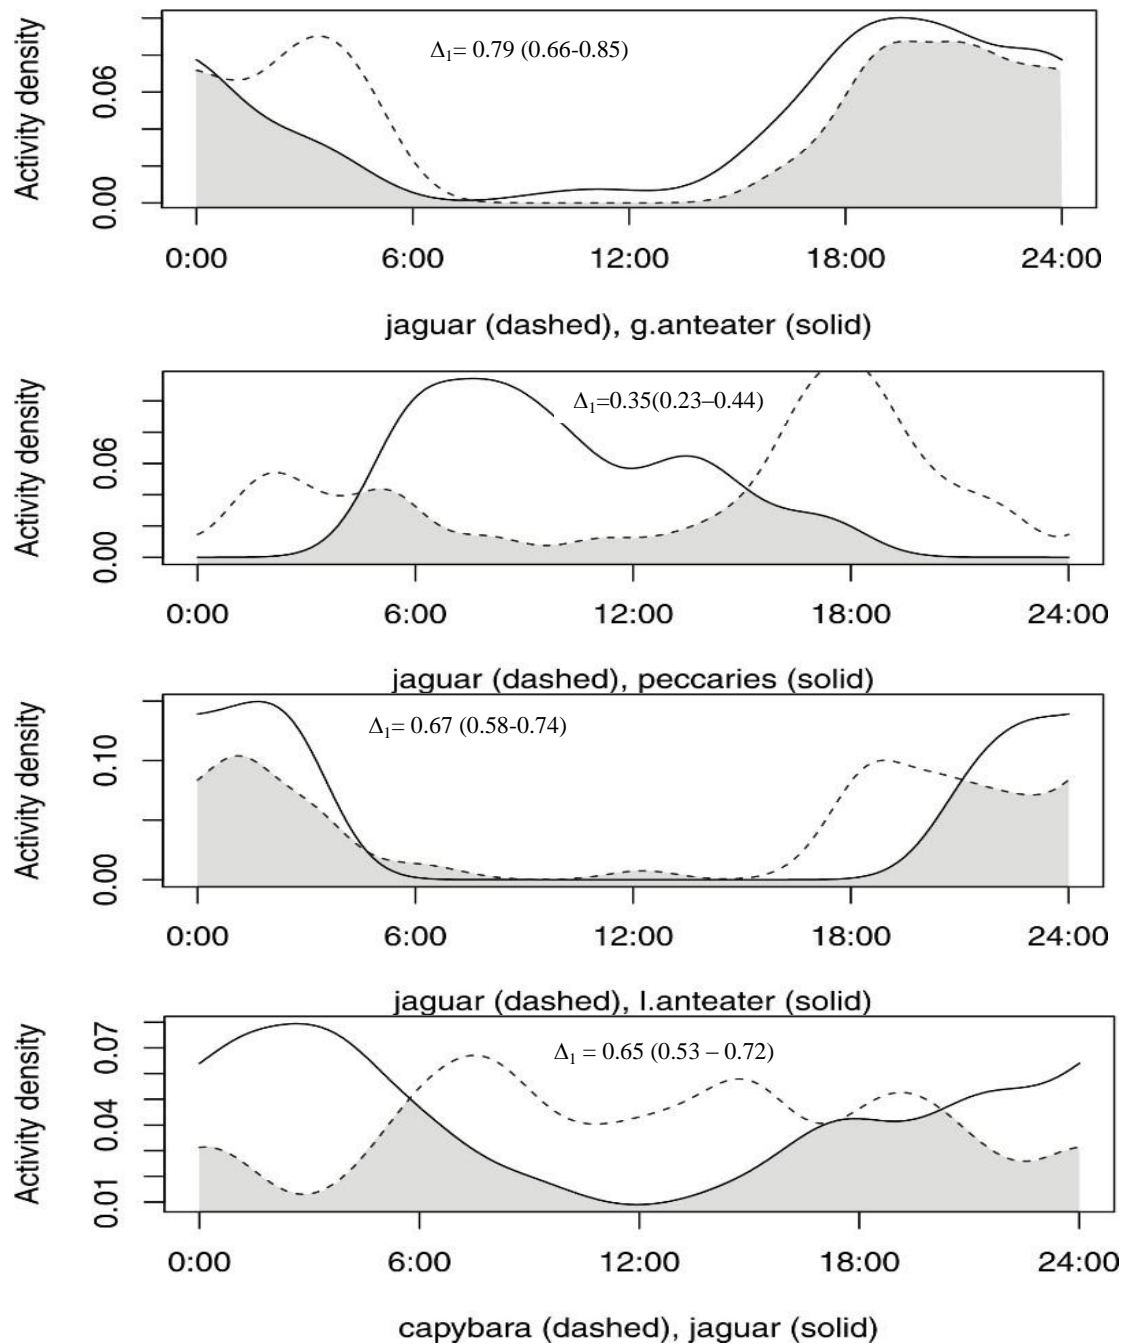 Activity density
0.06
0.00
Δ₁= 0.79 (0.66-0.85)
0:00 6:00 12:00 18:00 24:00
jaguar (dashed), g.anteater (solid)
Activity density
0.06
0.00
Δ₁=0.35(0.23–0.44)
0:00 6:00 12:00 18:00 24:00
jaguar (dashed), peccaries (solid)
Activity density
0.10
0.00
Δ₁= 0.67 (0.58-0.74)
0:00 6:00 12:00 18:00 24:00
jaguar (dashed), l.anteater (solid)
Activity density
0.07
0.04
0.01
Δ₁ = 0.65 (0.53 – 0.72)
0:00 6:00 12:00 18:00 24:00
capybara (dashed), jaguar (solid)